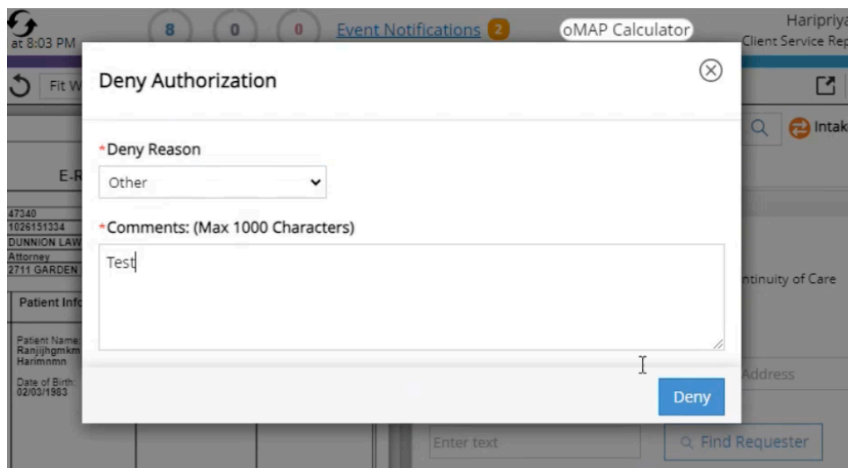 8 0 0 Event Notifications 2 oMAP Calculator Haripriya
at 8:03 PM Client Service Rep
Fit W
Deny Authorization
Intak
*Deny Reason
E-R
Other
47340
1026151334
DUNNION LAW
Attorney
2711 GARDEN
*Comments: (Max 1000 Characters)
Test
ntinuity of Care
Patient Info
Patient Name:
Ranjijhgmkm
Harimnmn
Date of Birth:
02/03/1983
Address
Deny
Enter text
Find Requester